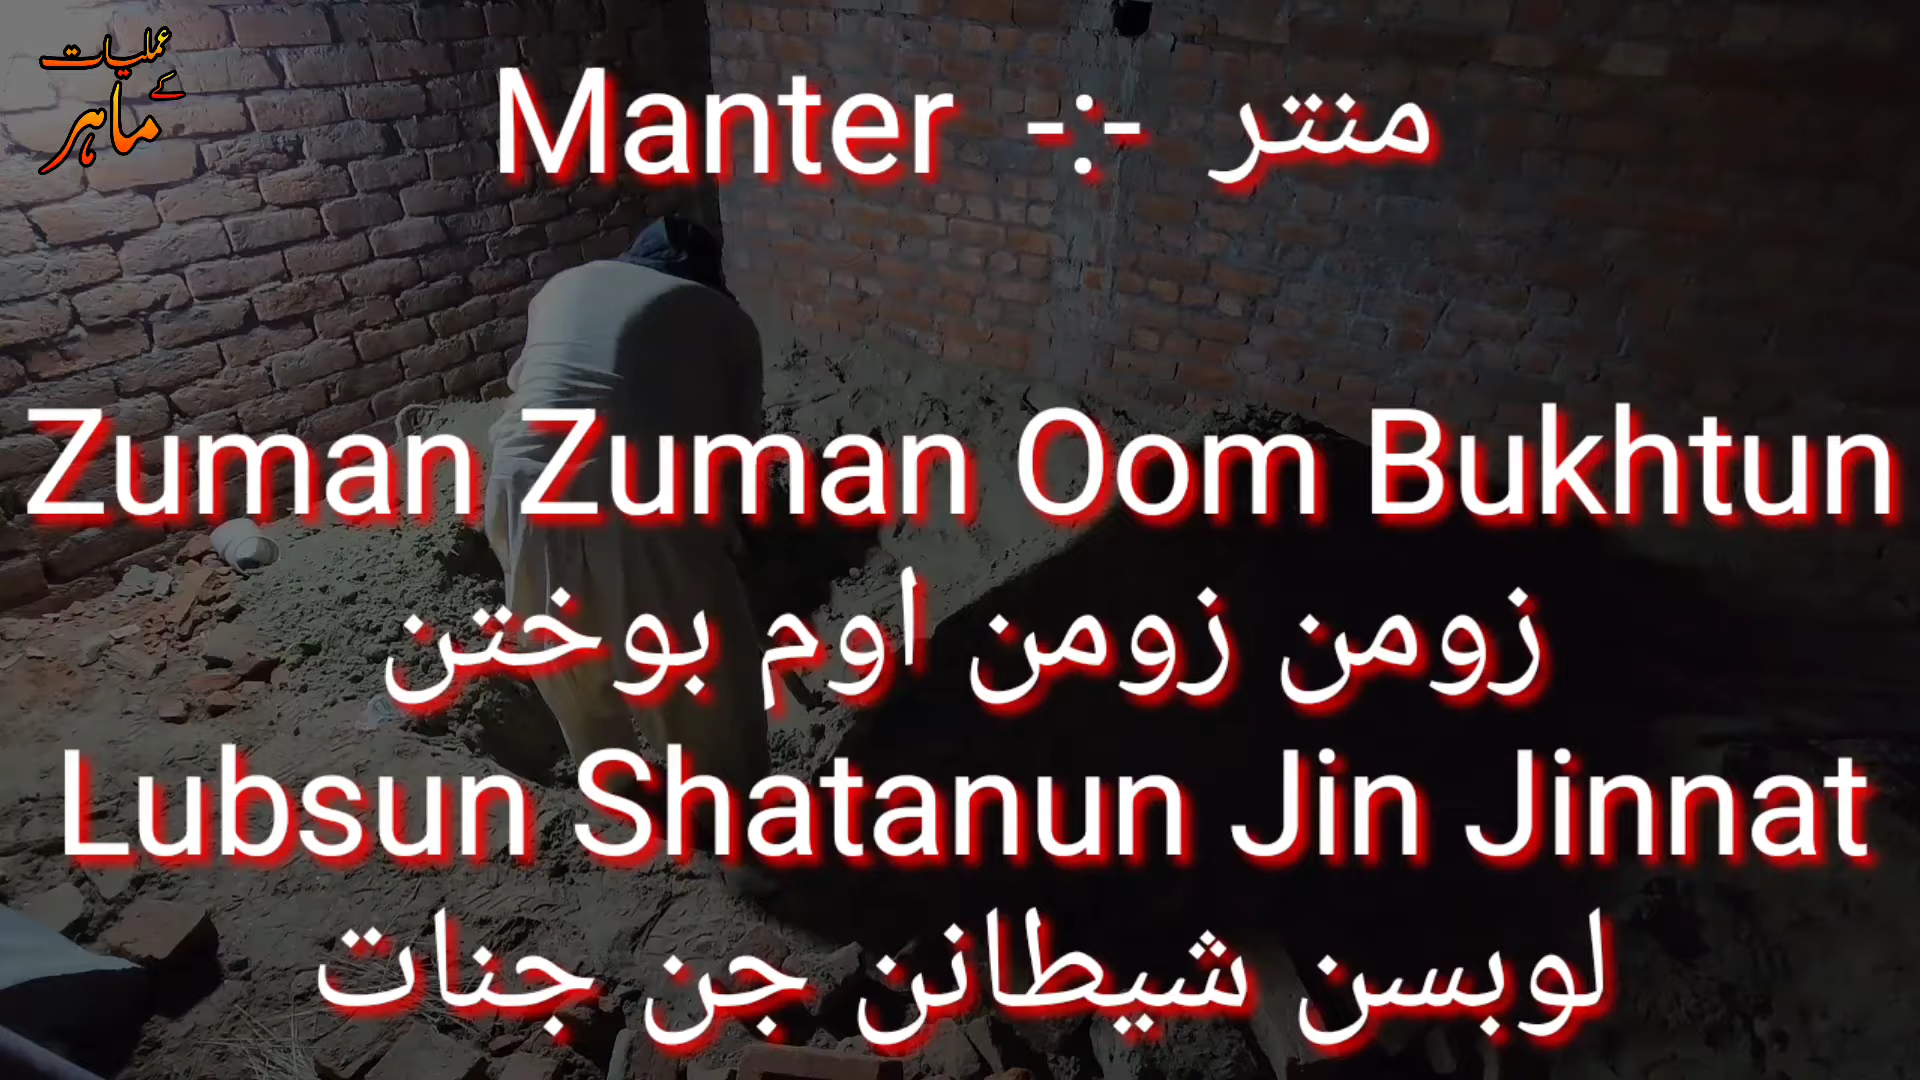 عملیات
کے
ماہر
Manter -:- منتر
Zuman Zuman Oom Bukhtun
زومن زومن اوم بوختن
Lubsun Shatanun Jin Jinnat
لوبسن شیطانن جن جنات